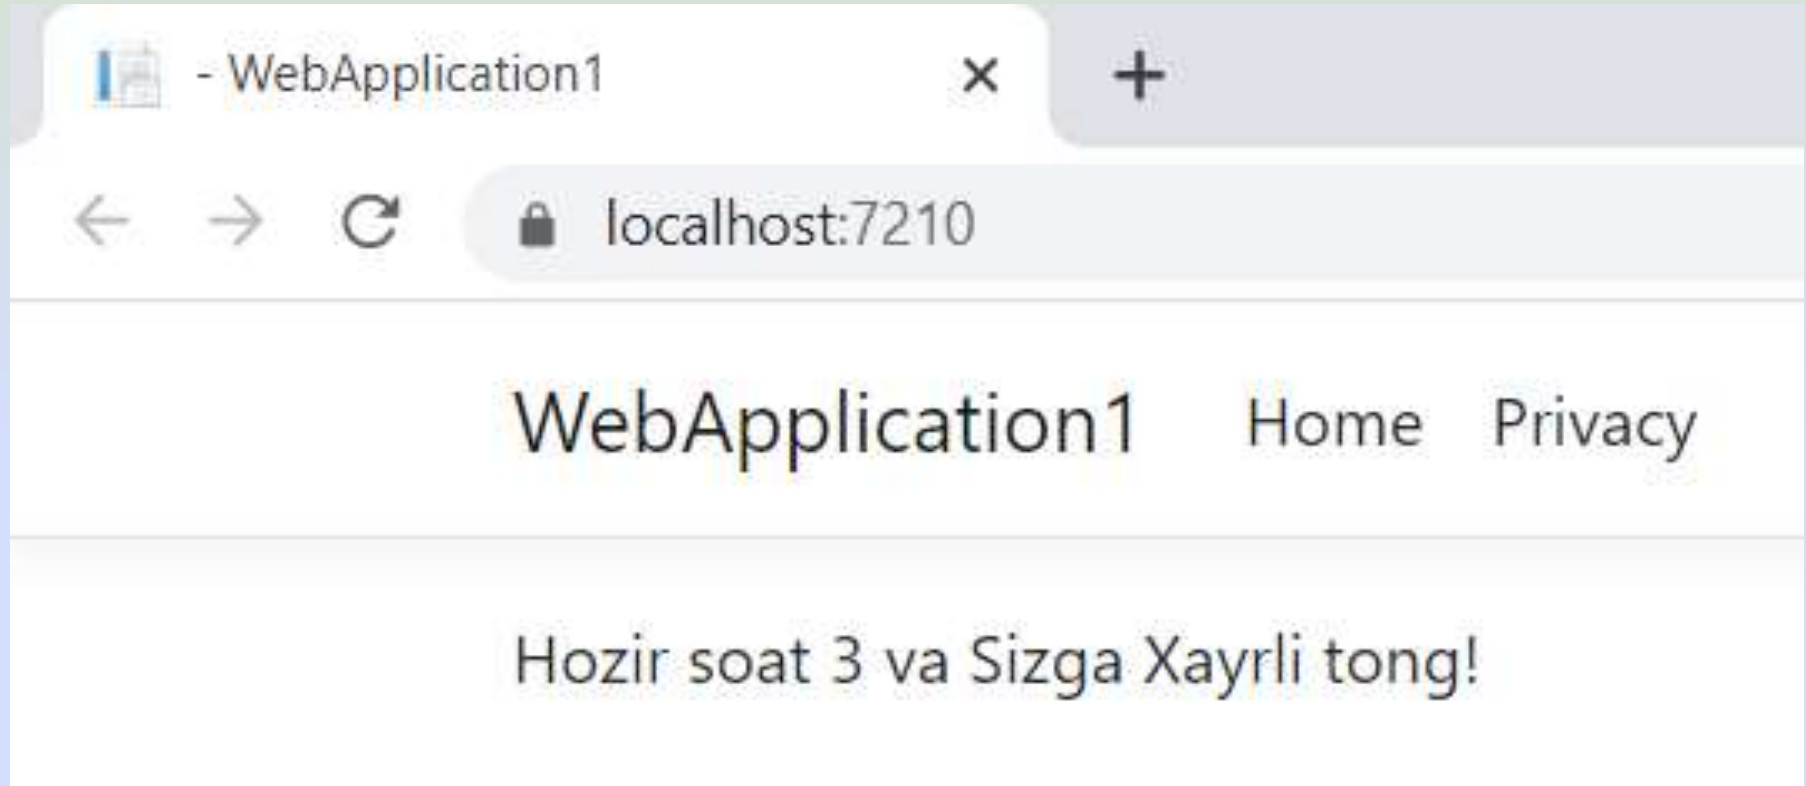 - WebApplication1
localhost:7210
WebApplication1 Home Privacy
Hozir soat 3 va Sizga Xayrli tong!